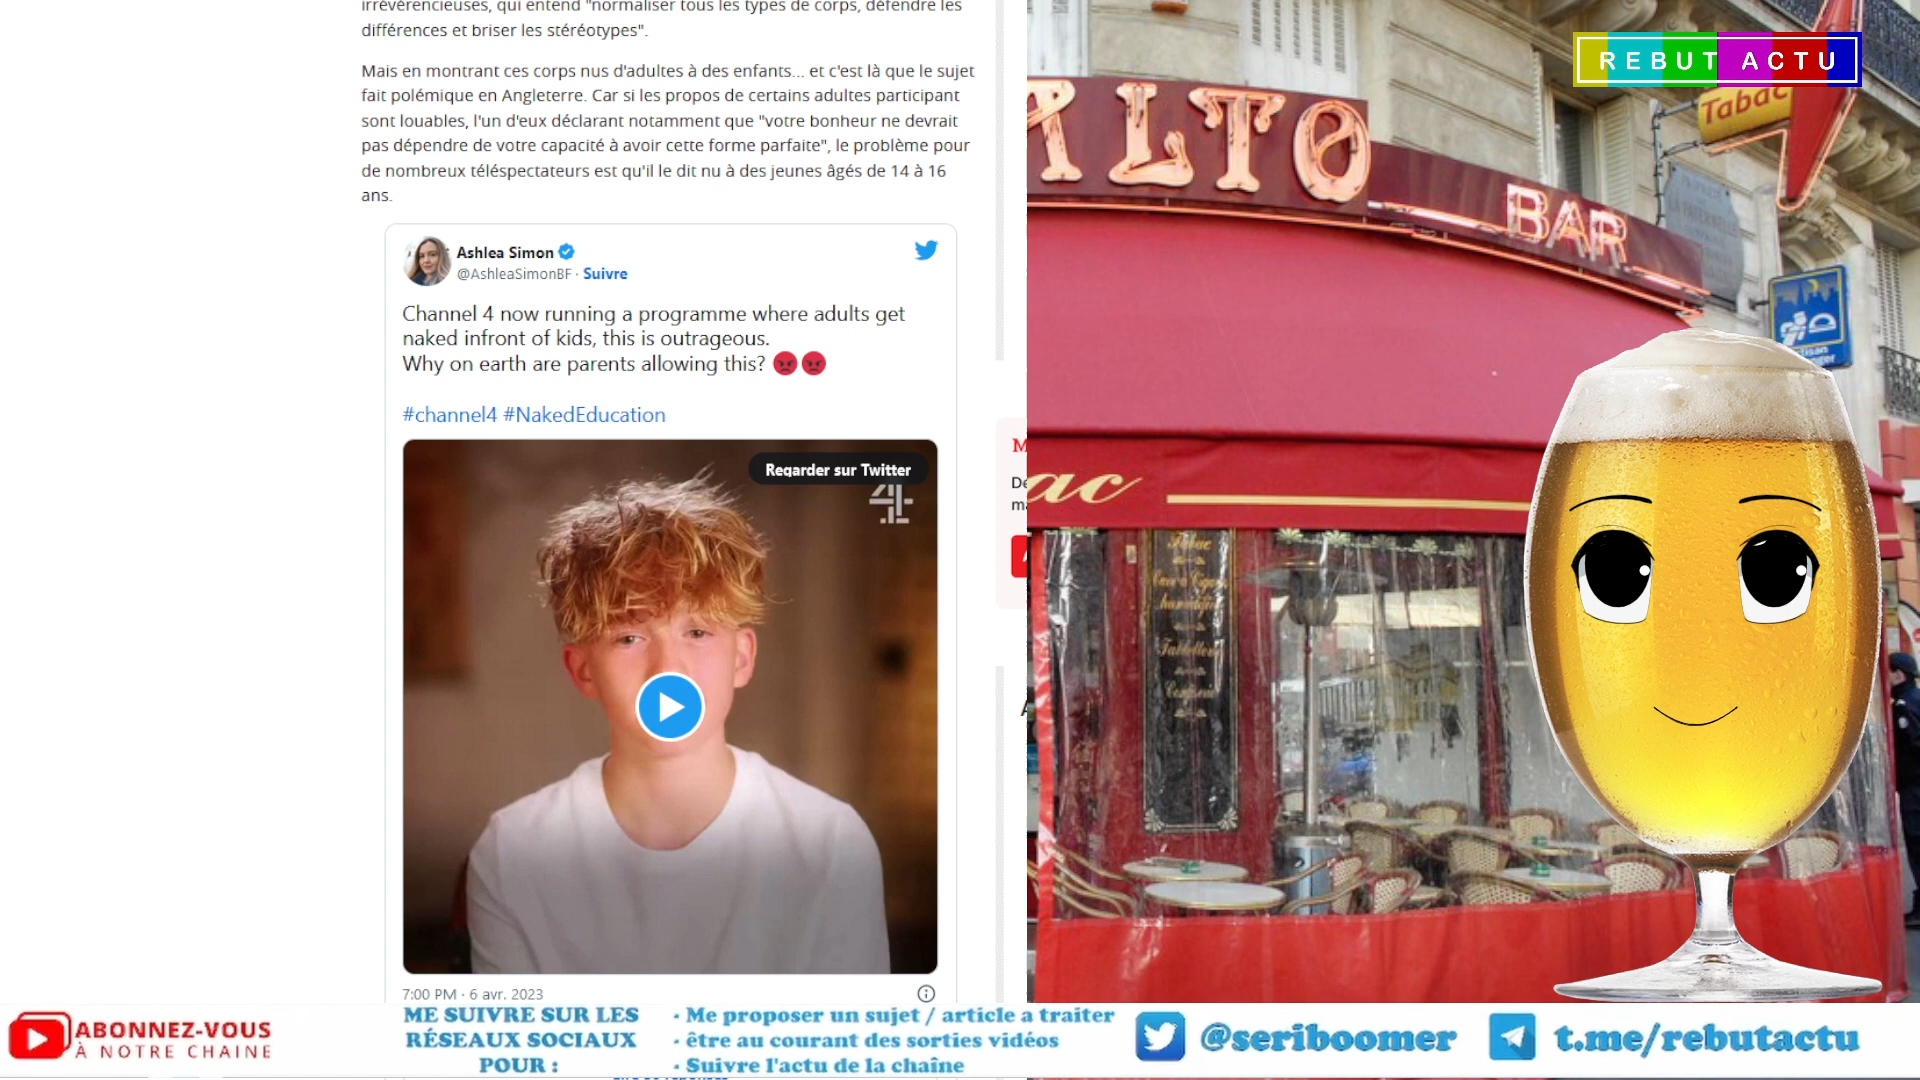 irrévérencieuses, qui entend "normaliser tous les types de corps, défendre les
différences et briser les stéréotypes".
Mais en montrant ces corps nus d'adultes à des enfants... et c'est là que le sujet
fait polémique en Angleterre. Car si les propos de certains adultes participant
sont louables, l'un d'eux déclarant notamment que "votre bonheur ne devrait
pas dépendre de votre capacité à avoir cette forme parfaite", le problème pour
de nombreux téléspectateurs est qu'il le dit nu à des jeunes âgés de 14 à 16
ans.
Ashlea Simon
@AshleaSimonBF · Suivre
Channel 4 now running a programme where adults get
naked infront of kids, this is outrageous.
Why on earth are parents allowing this? 😡😡
#channel4 #NakedEducation
Regarder sur Twitter
4
7:00 PM · 6 avr. 2023
M
De
ma
REBUT ACTU
Tabac
ALTO
BAR
ac
Tabac
ABONNEZ-VOUS
À NOTRE CHAINE
ME SUIVRE SUR LES
RÉSEAUX SOCIAUX
POUR :
- Me proposer un sujet / article a traiter
- être au courant des sorties vidéos
- Suivre l'actu de la chaîne
@seriboomer
t.me/rebutactu